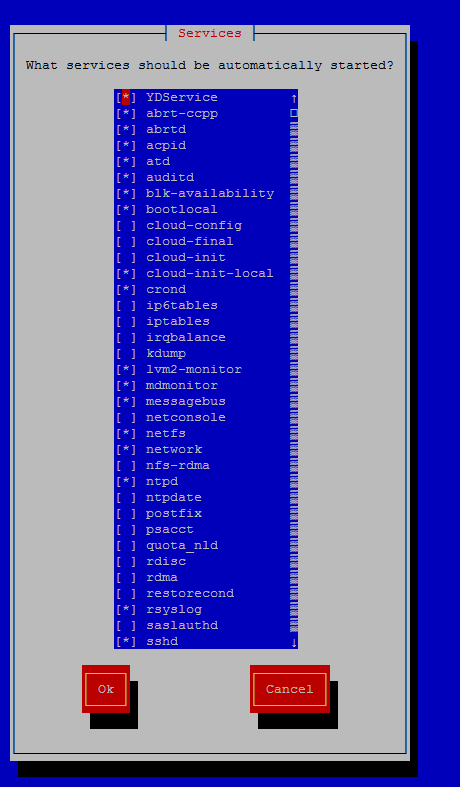 Services
What services should be automatically started?
[*] YDService ↑
[*] abrt-ccpp
[*] abrtd
[*] acpid
[*] atd
[*] auditd
[*] blk-availability
[*] bootlocal
[ ] cloud-config
[ ] cloud-final
[ ] cloud-init
[*] cloud-init-local
[*] crond
[ ] ip6tables
[ ] iptables
[ ] irqbalance
[ ] kdump
[*] lvm2-monitor
[*] mdmonitor
[*] messagebus
[ ] netconsole
[*] netfs
[*] network
[ ] nfs-rdma
[*] ntpd
[ ] ntpdate
[ ] postfix
[ ] psacct
[ ] quota_nld
[ ] rdisc
[ ] rdma
[ ] restorecond
[*] rsyslog
[ ] saslauthd
[*] sshd ↓
Ok Cancel